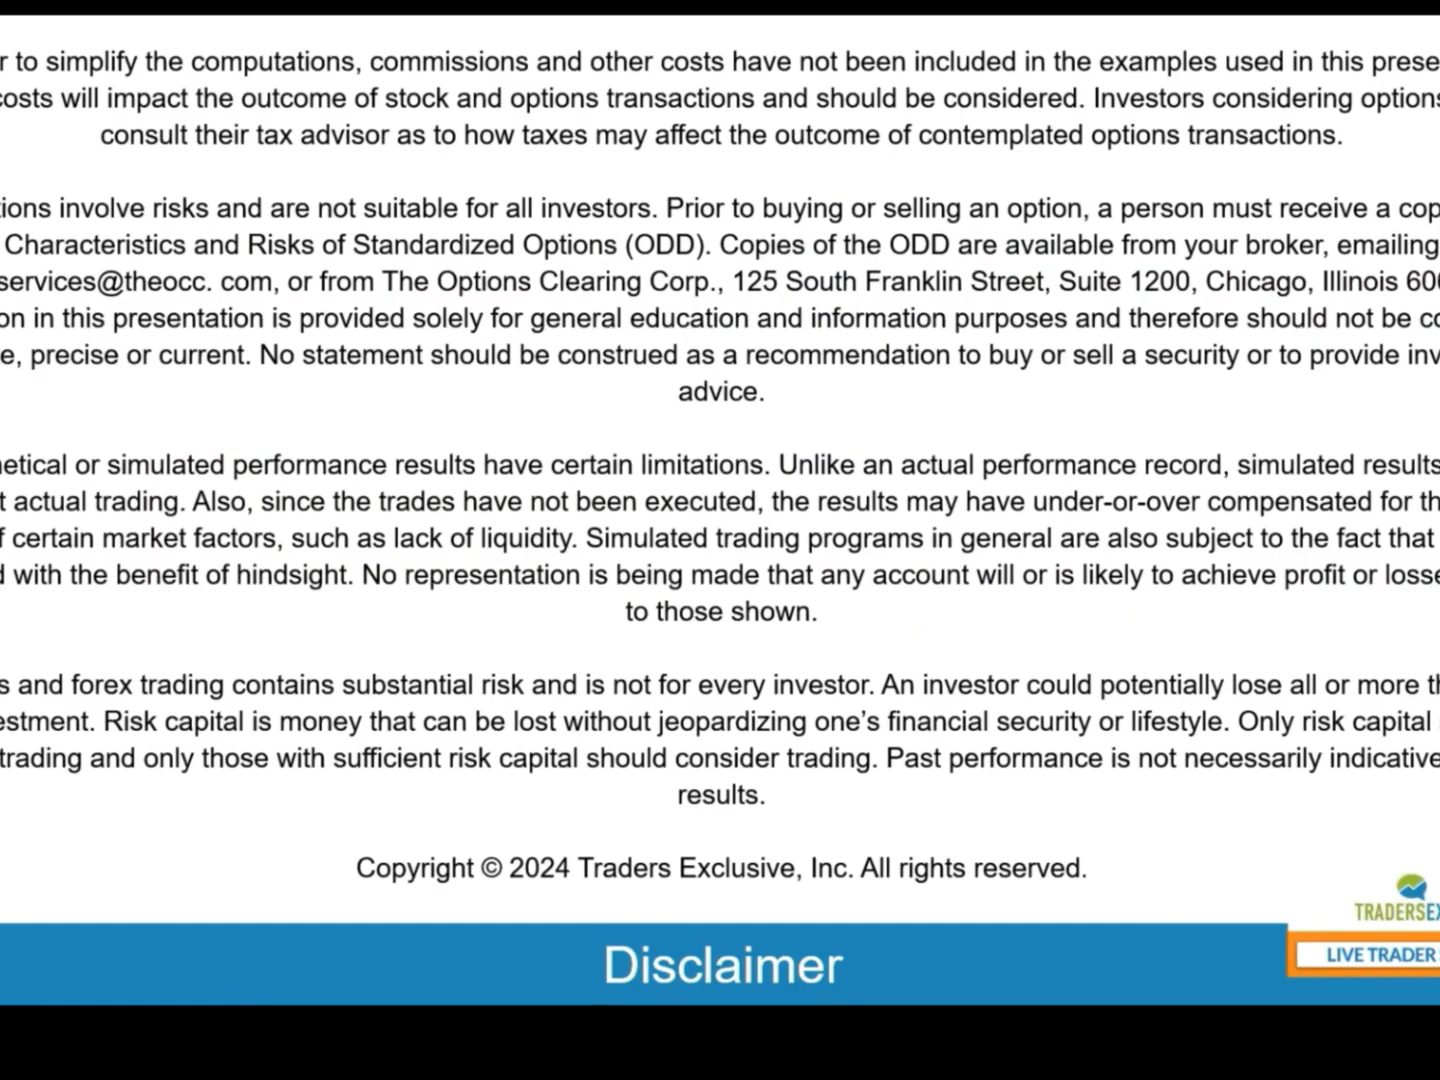 r to simplify the computations, commissions and other costs have not been included in the examples used in this prese
costs will impact the outcome of stock and options transactions and should be considered. Investors considering options
consult their tax advisor as to how taxes may affect the outcome of contemplated options transactions.
ions involve risks and are not suitable for all investors. Prior to buying or selling an option, a person must receive a cop
Characteristics and Risks of Standardized Options (ODD). Copies of the ODD are available from your broker, emailing
services@theocc. com, or from The Options Clearing Corp., 125 South Franklin Street, Suite 1200, Chicago, Illinois 60
on in this presentation is provided solely for general education and information purposes and therefore should not be co
e, precise or current. No statement should be construed as a recommendation to buy or sell a security or to provide inv
advice.
etical or simulated performance results have certain limitations. Unlike an actual performance record, simulated results
t actual trading. Also, since the trades have not been executed, the results may have under-or-over compensated for th
f certain market factors, such as lack of liquidity. Simulated trading programs in general are also subject to the fact that
d with the benefit of hindsight. No representation is being made that any account will or is likely to achieve profit or losse
to those shown.
s and forex trading contains substantial risk and is not for every investor. An investor could potentially lose all or more th
estment. Risk capital is money that can be lost without jeopardizing one’s financial security or lifestyle. Only risk capital
trading and only those with sufficient risk capital should consider trading. Past performance is not necessarily indicative
results.
Copyright © 2024 Traders Exclusive, Inc. All rights reserved.
TRADERSEX
Disclaimer
LIVE TRADER